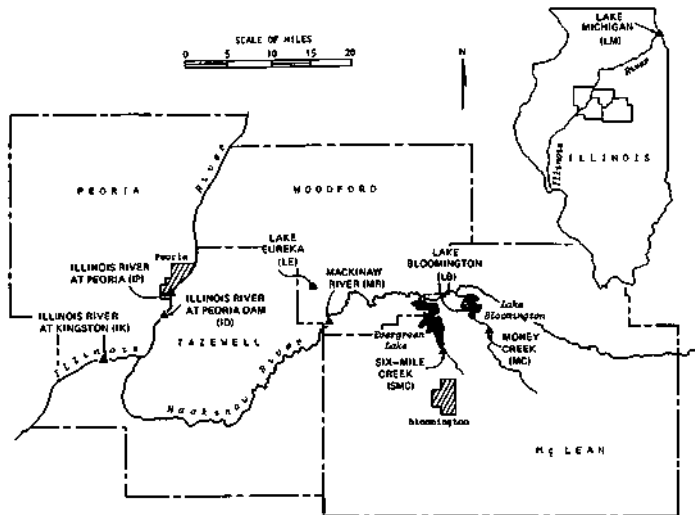 SCALE OF MILES
0 5 10 15 20
N
LAKE
MICHIGAN
(LM)
River
Illinois
ILLINOIS
PEORIA
River
WOODFORD
Peoria
LAKE
EUREKA
(LE)
LAKE
BLOOMINGTON
(LB)
MACKINAW
RIVER (MR)
Lake
Bloomington
ILLINOIS RIVER
AT PEORIA (IP)
ILLINOIS RIVER
AT PEORIA DAM
(ID)
ILLINOIS RIVER
AT KINGSTON (IK)
Illinois
TAZEWELL
Mackinaw River
Evergreen
Lake
SIX-MILE
CREEK
(SMC)
MONEY
CREEK
(MC)
Bloomington
Mc LEAN